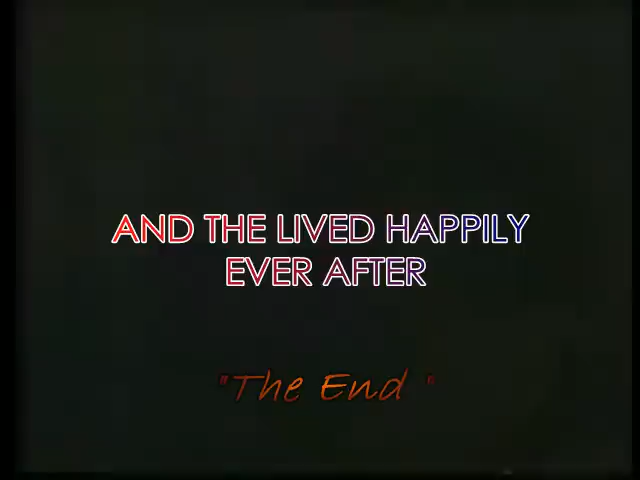 AND THE LIVED HAPPILY
EVER AFTER
"The End "